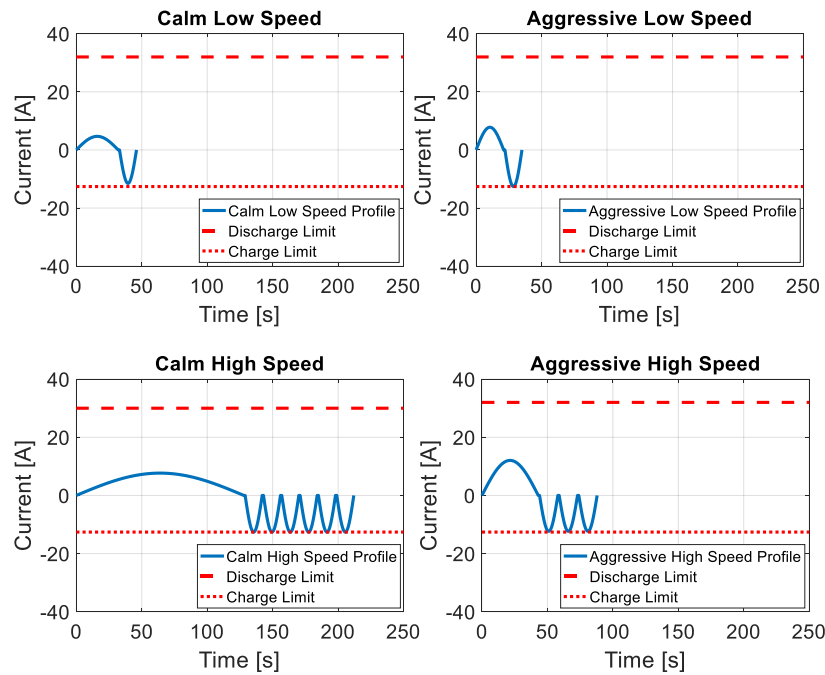 Calm Low Speed
40
20
0
-20
-40
Current [A]
0 50 100 150 200 250
Time [s]
Calm Low Speed Profile
Discharge Limit
Charge Limit
Aggressive Low Speed
40
20
0
-20
-40
Current [A]
0 50 100 150 200 250
Time [s]
Aggressive Low Speed Profile
Discharge Limit
Charge Limit
Calm High Speed
40
20
0
-20
-40
Current [A]
0 50 100 150 200 250
Time [s]
Calm High Speed Profile
Discharge Limit
Charge Limit
Aggressive High Speed
40
20
0
-20
-40
Current [A]
0 50 100 150 200 250
Time [s]
Aggressive High Speed Profile
Discharge Limit
Charge Limit